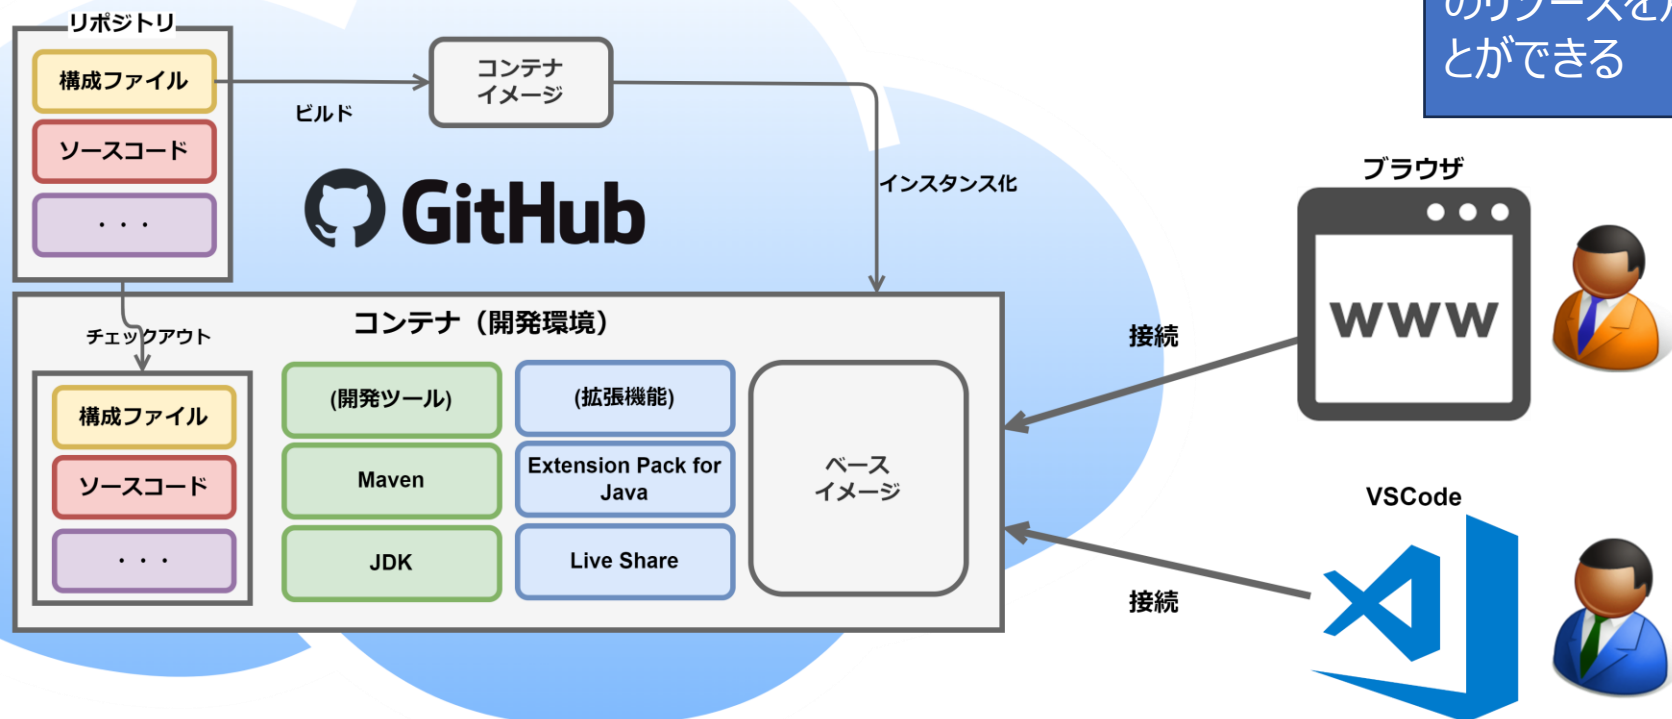 リポジトリ
構成ファイル
ソースコード
・・・
ビルド
コンテナ
イメージ
GitHub
インスタンス化
とができる
チェックアウト
コンテナ（開発環境）
構成ファイル
ソースコード
・・・
(開発ツール)
Maven
JDK
(拡張機能)
Extension Pack for
Java
Live Share
ベース
イメージ
接続
接続
ブラウザ
WWW
VSCode